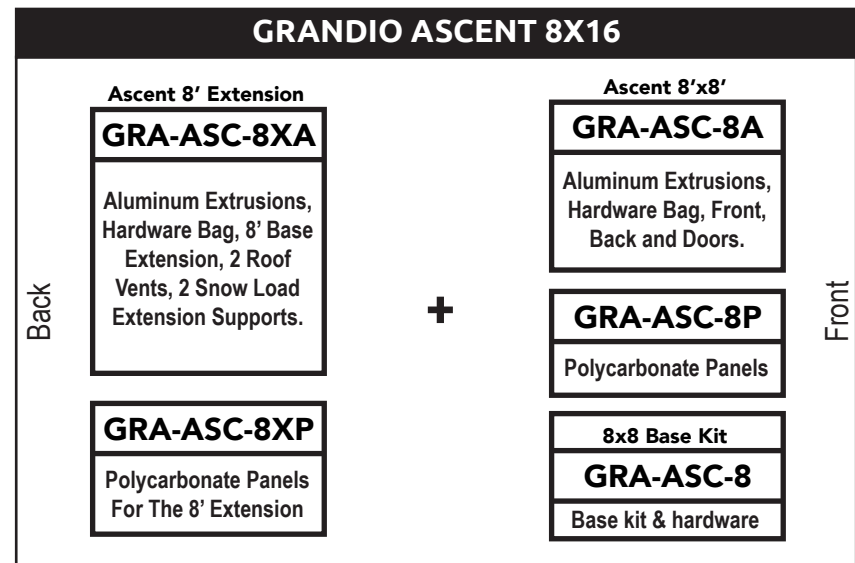 GRANDIO ASCENT 8X16
Back
Ascent 8’ Extension
GRA-ASC-8XA
Aluminum Extrusions,
Hardware Bag, 8’ Base
Extension, 2 Roof
Vents, 2 Snow Load
Extension Supports.
GRA-ASC-8XP
Polycarbonate Panels
For The 8’ Extension
+
Ascent 8’x8’
GRA-ASC-8A
Aluminum Extrusions,
Hardware Bag, Front,
Back and Doors.
GRA-ASC-8P
Polycarbonate Panels
8x8 Base Kit
GRA-ASC-8
Base kit & hardware
Front